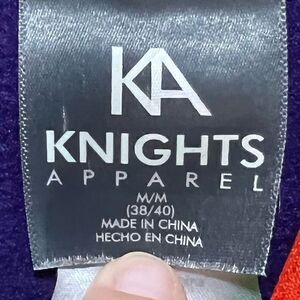 KA
KNIGHTS
APPAREL
M/M
(38/40)
MADE IN CHINA
HECHO EN CHINA